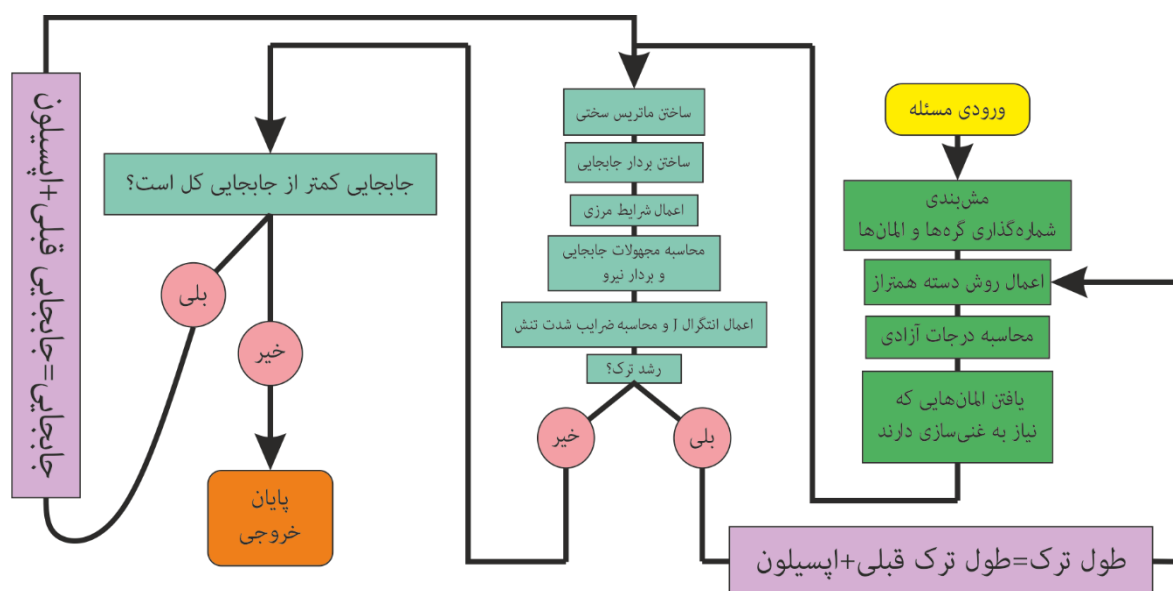 ورودی مسئله
مش‌بندی
شماره‌گذاری گره‌ها و المان‌ها
اعمال روش دسته همتراز
محاسبه درجات آزادی
یافتن المان‌هایی که
نیاز به غنی‌سازی دارند
ساختن ماتریس سختی
ساختن بردار جابجایی
اعمال شرایط مرزی
محاسبه مجهولات جابجایی
و بردار نیرو
اعمال انتگرال J و محاسبه ضرایب شدت تنش
رشد ترک؟
بلی
خیر
طول ترک=طول ترک قبلی+اپسیلون
جابجایی کمتر از جابجایی کل است؟
بلی
خیر
پایان
خروجی
جابجایی=جابجایی قبلی+اپسیلون